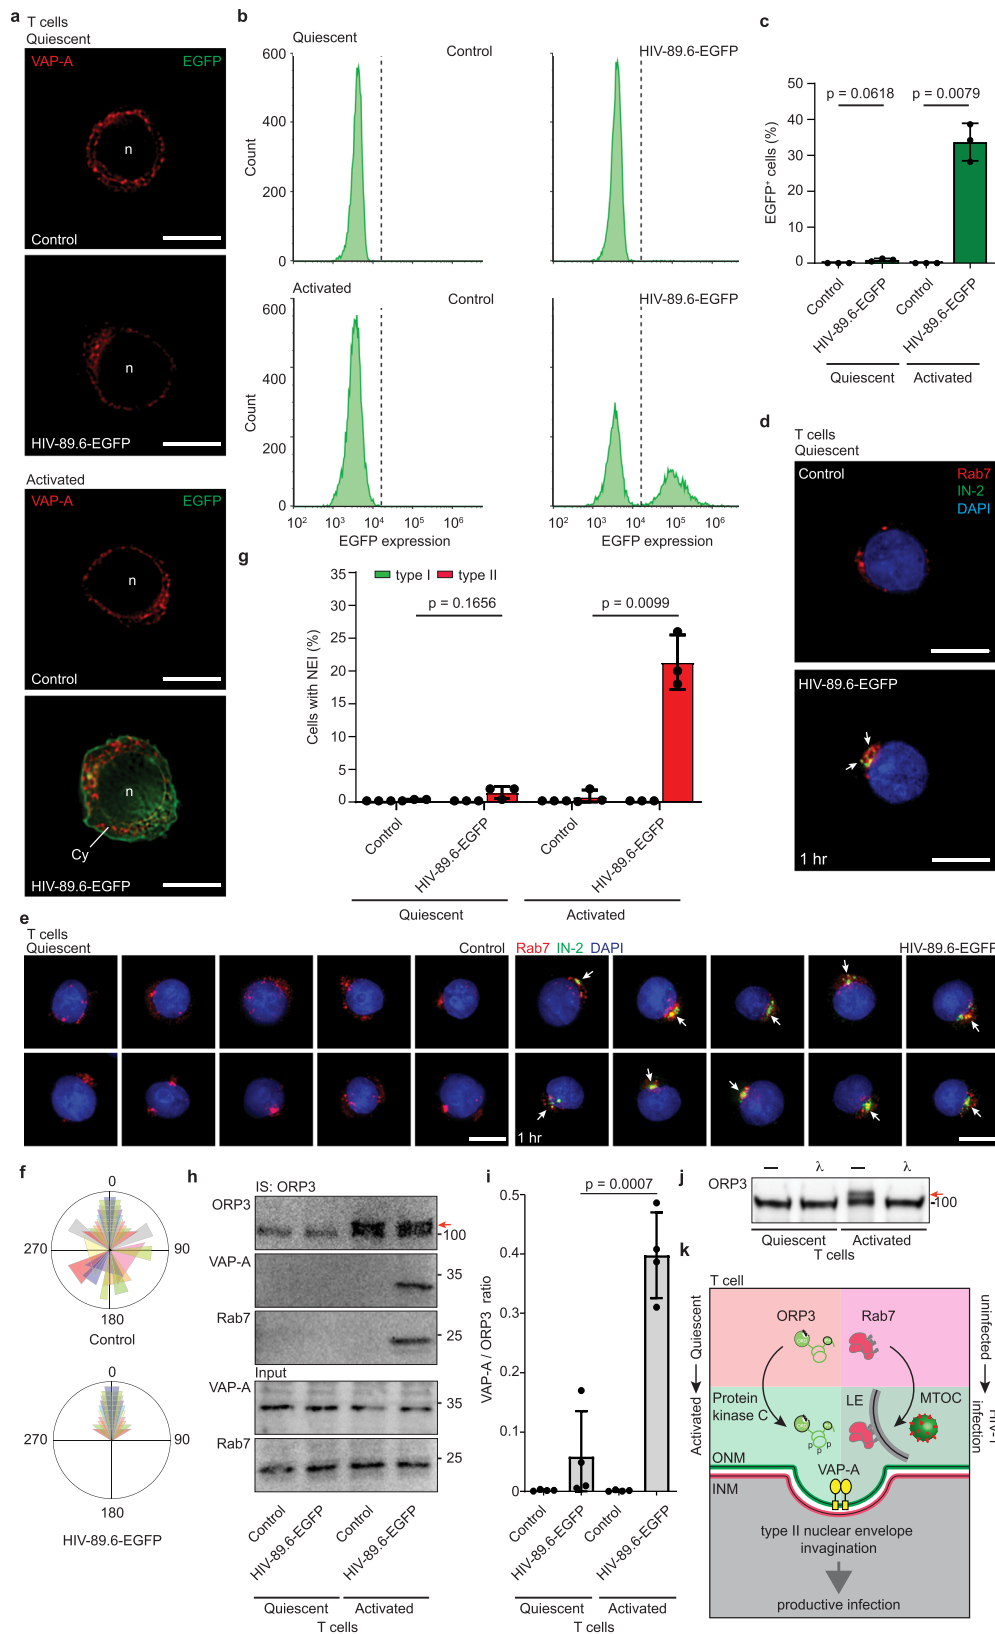 a
T cells
Quiescent
VAP-A EGFP
n
Control
n
HIV-89.6-EGFP
Activated
VAP-A EGFP
n
Control
n
Cy
HIV-89.6-EGFP
b
Quiescent
Control
HIV-89.6-EGFP
600
400
200
0
Count
Activated
Control
HIV-89.6-EGFP
600
400
200
0
Count
10² 10³ 10⁴ 10⁵ 10⁶
10² 10³ 10⁴ 10⁵ 10⁶
EGFP expression
EGFP expression
c
p = 0.0618 p = 0.0079
50
40
30
20
10
0
EGFP⁺ cells (%)
Control
HIV-89.6-EGFP
Control
HIV-89.6-EGFP
Quiescent Activated
d
T cells
Quiescent
Control
Rab7
IN-2
DAPI
HIV-89.6-EGFP
1 hr
g
type I type II
p = 0.1656
p = 0.0099
35
30
25
20
15
10
5
0
Cells with NEI (%)
Control
HIV-89.6-EGFP
Control
HIV-89.6-EGFP
Quiescent Activated
e
T cells
Quiescent
Control
Rab7 IN-2 DAPI
HIV-89.6-EGFP
1 hr
f
0
270 90
180
Control
0
270 90
180
HIV-89.6-EGFP
h
IS: ORP3
ORP3
100
VAP-A
35
Rab7
25
Input
VAP-A
35
Rab7
25
Control
HIV-89.6-EGFP
Control
HIV-89.6-EGFP
Quiescent Activated
T cells
i
p = 0.0007
0.5
0.4
0.3
0.2
0.1
0
VAP-A / ORP3 ratio
Control
HIV-89.6-EGFP
Control
HIV-89.6-EGFP
Quiescent Activated
T cells
j
— λ — λ
ORP3
100
Quiescent Activated
T cells
k
T cell
ORP3 Rab7
Quiescent
Activated
uninfected
HIV-1
infection
Protein
kinase C
LE MTOC
p p p
ONM
VAP-A
INM
type II nuclear envelope
invagination
productive infection